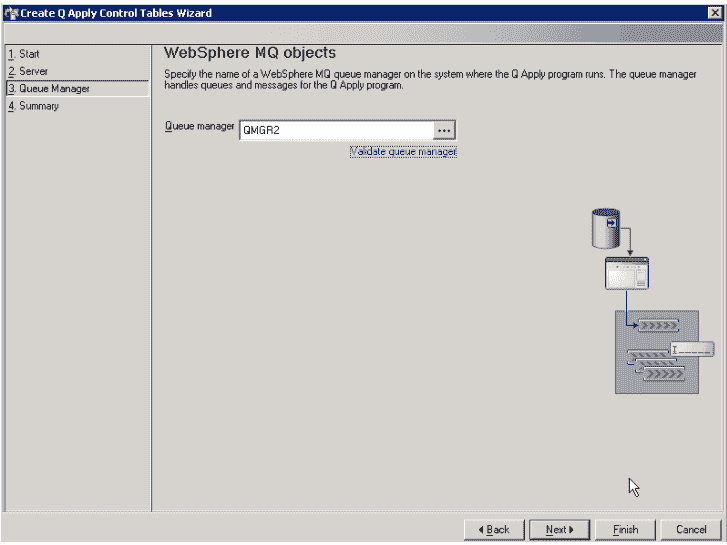 Create Q Apply Control Tables Wizard
1. Start
2. Server
3. Queue Manager
4. Summary
WebSphere MQ objects
Specify the name of a WebSphere MQ queue manager on the system where the Q Apply program runs. The queue manager
handles queues and messages for the Q Apply program.
Queue manager QMGR2 ...
Validate queue manager
Back Next Finish Cancel